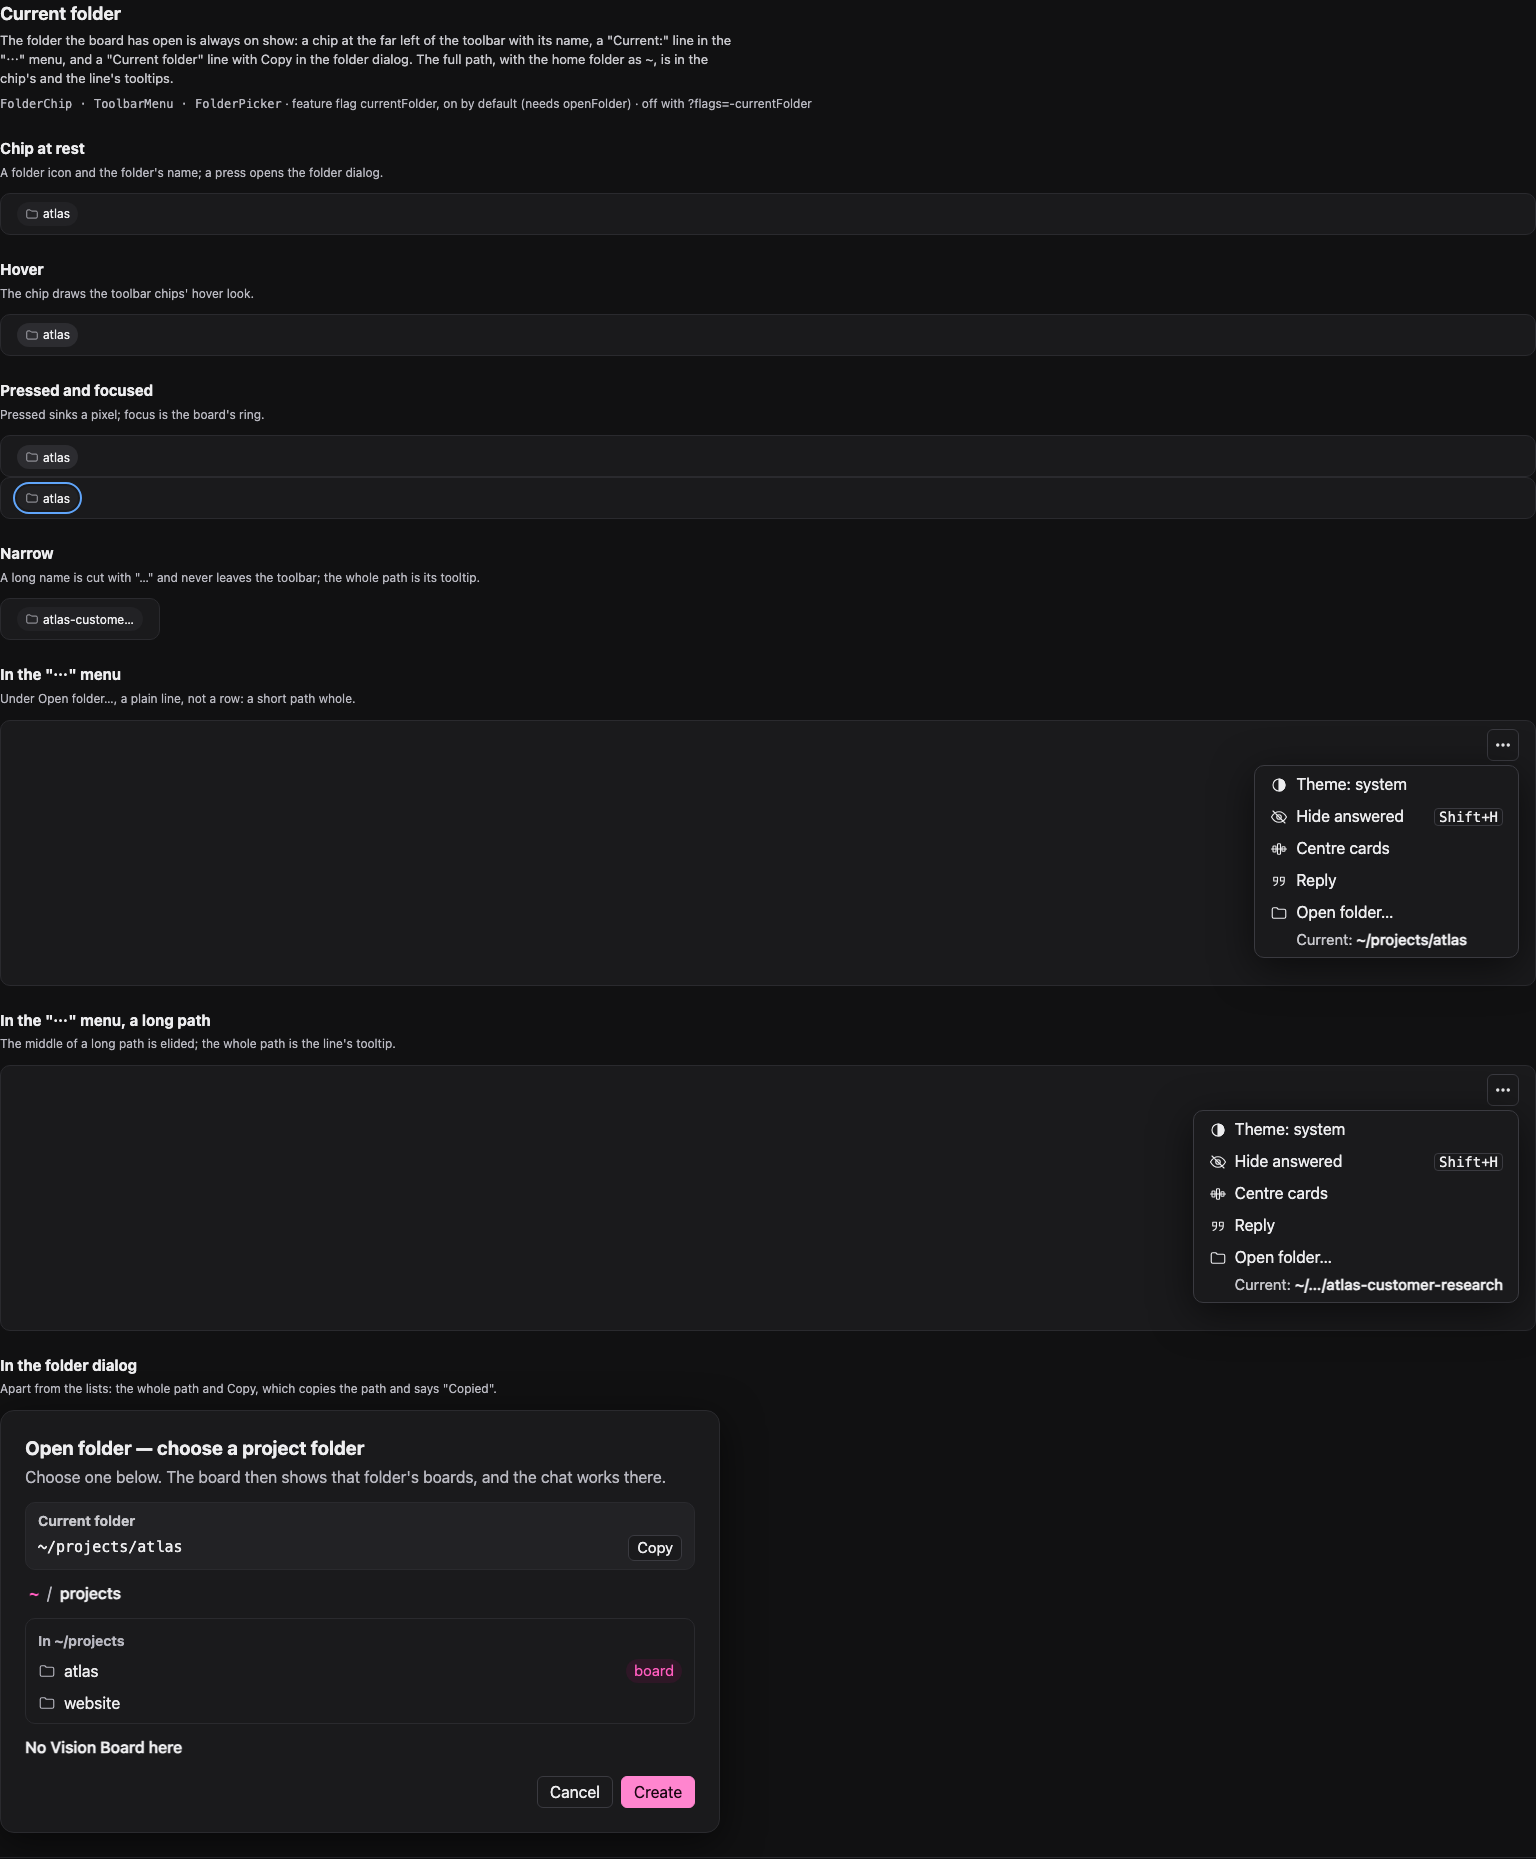 Current folder
The folder the board has open is always on show: a chip at the far left of the toolbar with its name, a "Current:" line in the
"···" menu, and a "Current folder" line with Copy in the folder dialog. The full path, with the home folder as ~, is in the
chip's and the line's tooltips.
FolderChip · ToolbarMenu · FolderPicker · feature flag currentFolder, on by default (needs openFolder) · off with ?flags=-currentFolder
Chip at rest
A folder icon and the folder's name; a press opens the folder dialog.
atlas
Hover
The chip draws the toolbar chips' hover look.
atlas
Pressed and focused
Pressed sinks a pixel; focus is the board's ring.
atlas
atlas
Narrow
A long name is cut with "…" and never leaves the toolbar; the whole path is its tooltip.
atlas-custome…
In the "···" menu
Under Open folder…, a plain line, not a row: a short path whole.
Theme: system
Hide answered Shift+H
Centre cards
Reply
Open folder…
Current: ~/projects/atlas
In the "···" menu, a long path
The middle of a long path is elided; the whole path is the line's tooltip.
Theme: system
Hide answered Shift+H
Centre cards
Reply
Open folder…
Current: ~/…/atlas-customer-research
In the folder dialog
Apart from the lists: the whole path and Copy, which copies the path and says "Copied".
Open folder — choose a project folder
Choose one below. The board then shows that folder's boards, and the chat works there.
Current folder
~/projects/atlas Copy
~ / projects
In ~/projects
atlas board
website
No Vision Board here
Cancel Create